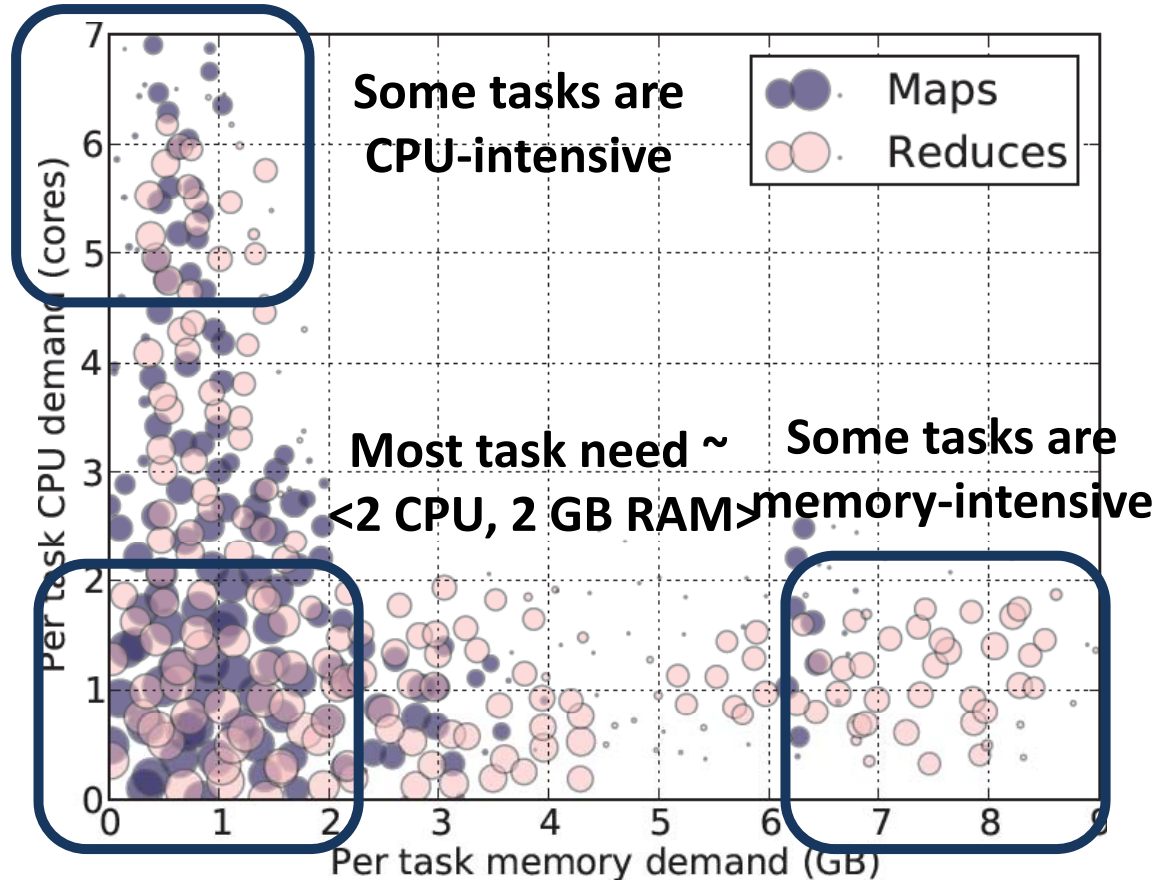 Per task CPU demand (cores)
7
6
5
4
3
2
1
0
Some tasks are
CPU-intensive
Maps
Reduces
Most task need ~
<2 CPU, 2 GB RAM>
Some tasks are
memory-intensive
0 1 2 3 4 5 6 7 8 9
Per task memory demand (GB)